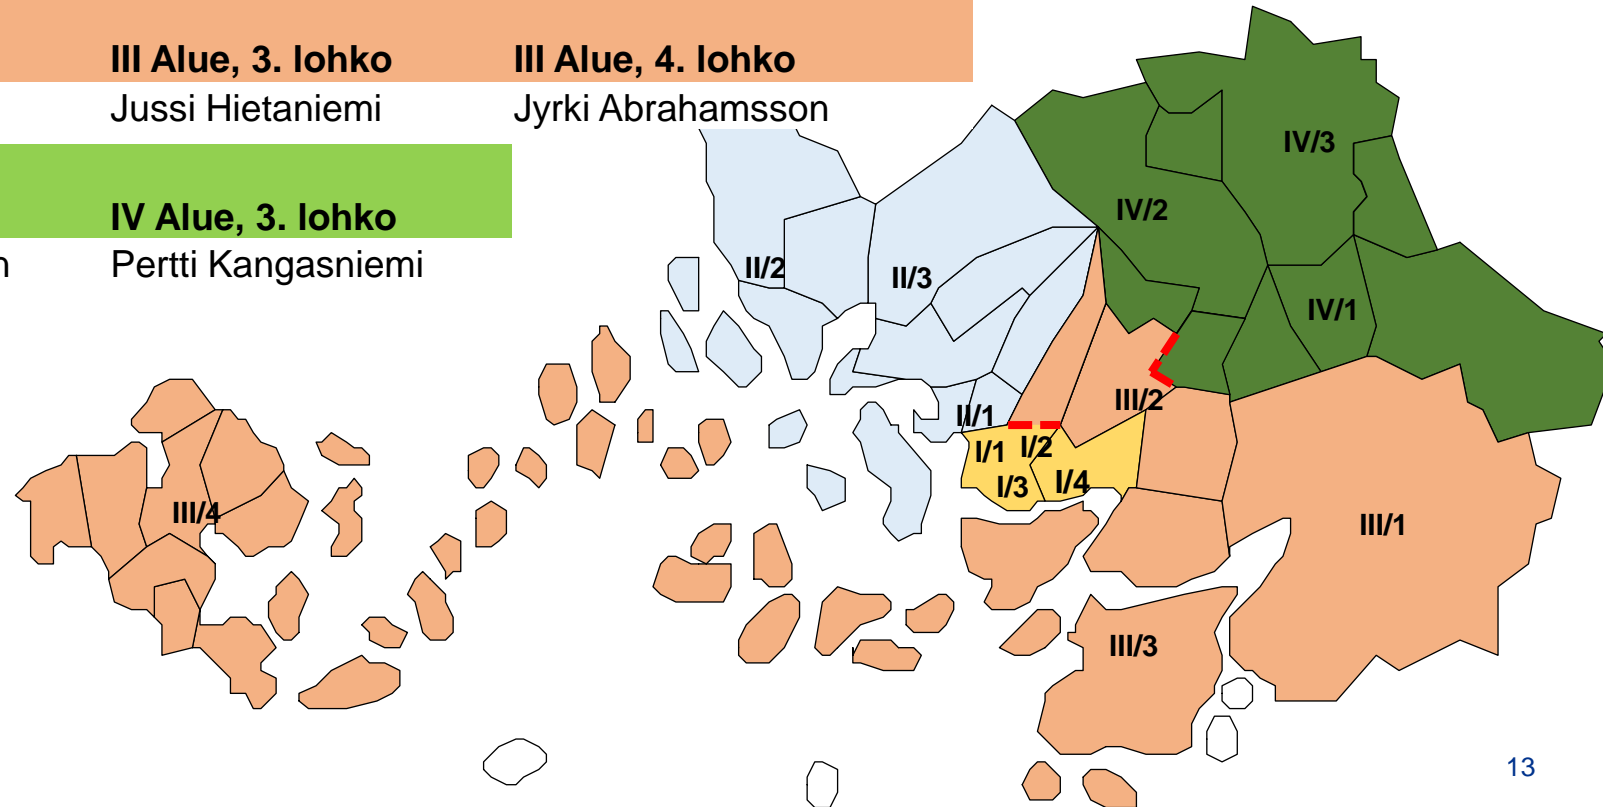 III Alue, 3. lohko
III Alue, 4. lohko
Jussi Hietaniemi
Jyrki Abrahamsson
IV Alue, 3. lohko
n
Pertti Kangasniemi
IV/3
IV/2
II/2
II/3
IV/1
III/2
II/1
I/1
I/2
I/3
I/4
III/4
III/1
III/3
13